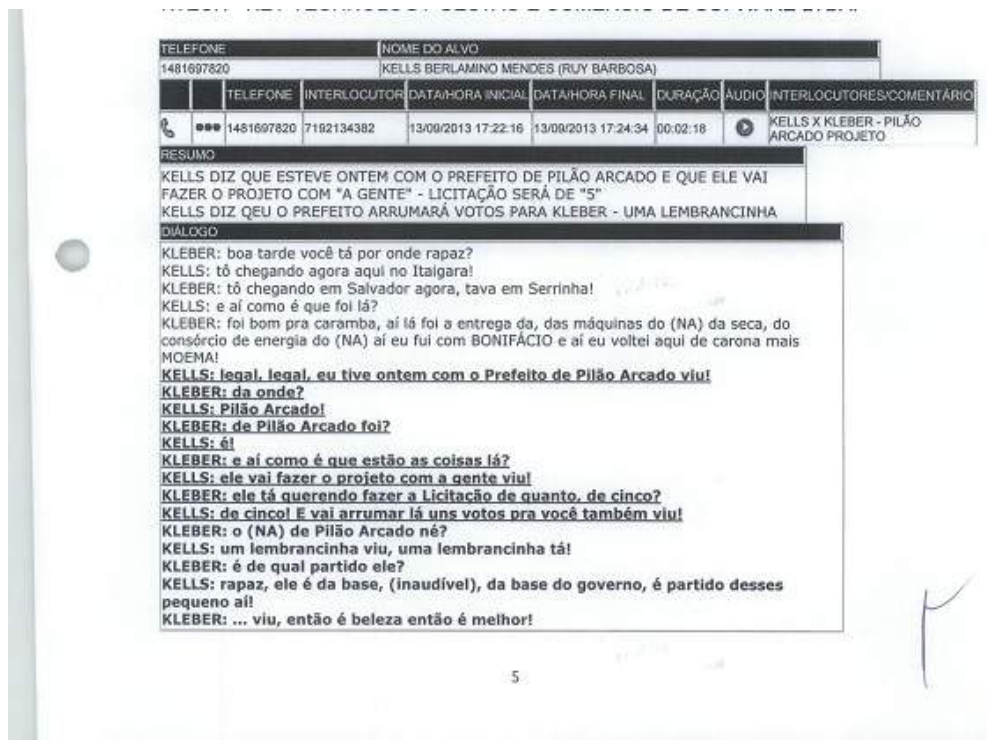 TELEFONE NOME DO ALVO
1481697820 KELLS BERLAMINO MENDES (RUY BARBOSA)
TELEFONE INTERLOCUTOR DATA/HORA INICIAL DATA/HORA FINAL DURAÇÃO ÁUDIO INTERLOCUTORES/COMENTÁRIO
1481697820 7192134382 13/09/2013 17:22:16 13/09/2013 17:24:34 00:02:18 KELLS X KLEBER - PILÃO
ARCADO PROJETO
RESUMO
KELLS DIZ QUE ESTEVE ONTEM COM O PREFEITO DE PILÃO ARCADO E QUE ELE VAI
FAZER O PROJETO COM "A GENTE" - LICITAÇÃO SERÁ DE "5"
KELLS DIZ QEU O PREFEITO ARRUMARÁ VOTOS PARA KLEBER - UMA LEMBRANCINHA
DIÁLOGO
KLEBER: boa tarde você tá por onde rapaz?
KELLS: tô chegando agora aqui no Itaigara!
KLEBER: tô chegando em Salvador agora, tava em Serrinha!
KELLS: e aí como é que foi lá?
KLEBER: foi bom pra caramba, aí lá foi a entrega da, das máquinas do (NA) da seca, do
consórcio de energia do (NA) aí eu fui com BONIFÁCIO e aí eu voltei aqui de carona mais
MOEMA!
KELLS: legal, legal, eu tive ontem com o Prefeito de Pilão Arcado viu!
KLEBER: da onde?
KELLS: Pilão Arcado!
KLEBER: de Pilão Arcado foi?
KELLS: é!
KLEBER: e aí como é que estão as coisas lá?
KELLS: ele vai fazer o projeto com a gente viu!
KLEBER: ele tá querendo fazer a Licitação de quanto, de cinco?
KELLS: de cinco! E vai arrumar lá uns votos pra você também viu!
KLEBER: o (NA) de Pilão Arcado né?
KELLS: um lembrancinha viu, uma lembrancinha tá!
KLEBER: é de qual partido ele?
KELLS: rapaz, ele é da base, (inaudível), da base do governo, é partido desses
pequeno aí!
KLEBER: ... viu, então é beleza então é melhor!
5